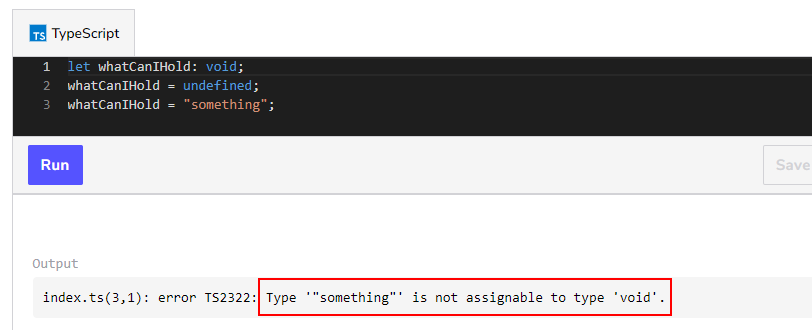 TS TypeScript
1 let whatCanIHold: void;
2 whatCanIHold = undefined;
3 whatCanIHold = "something";
Run
Save
Output
index.ts(3,1): error TS2322: Type '"something"' is not assignable to type 'void'.